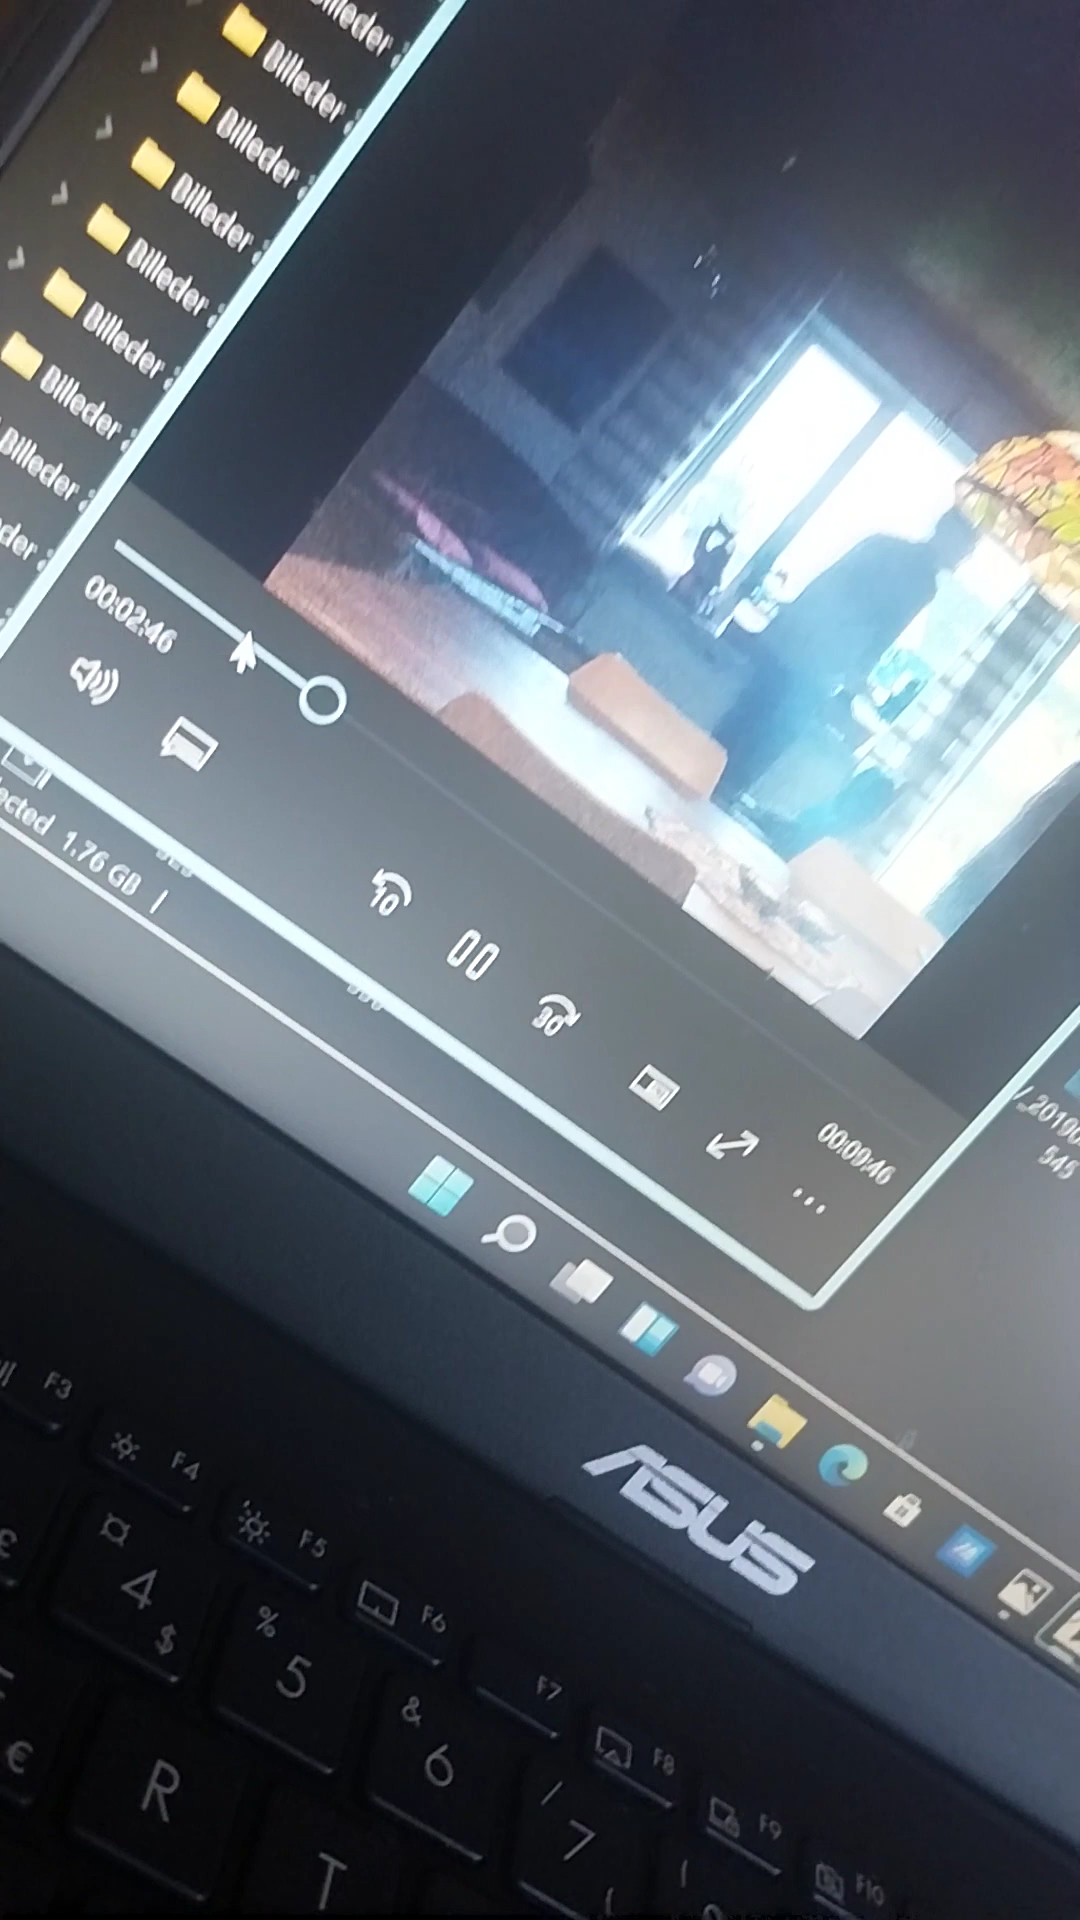 Billeder
Billeder
Billeder
Billeder
Billeder
Billeder
Billeder
00:02:46
10
30
00:09:46
1.76 GB
545
ASUS
F3
F4
F5
F6
F7
F8
F9
F10
¤
4
$
%
5
&
6
/
7
€
R
T